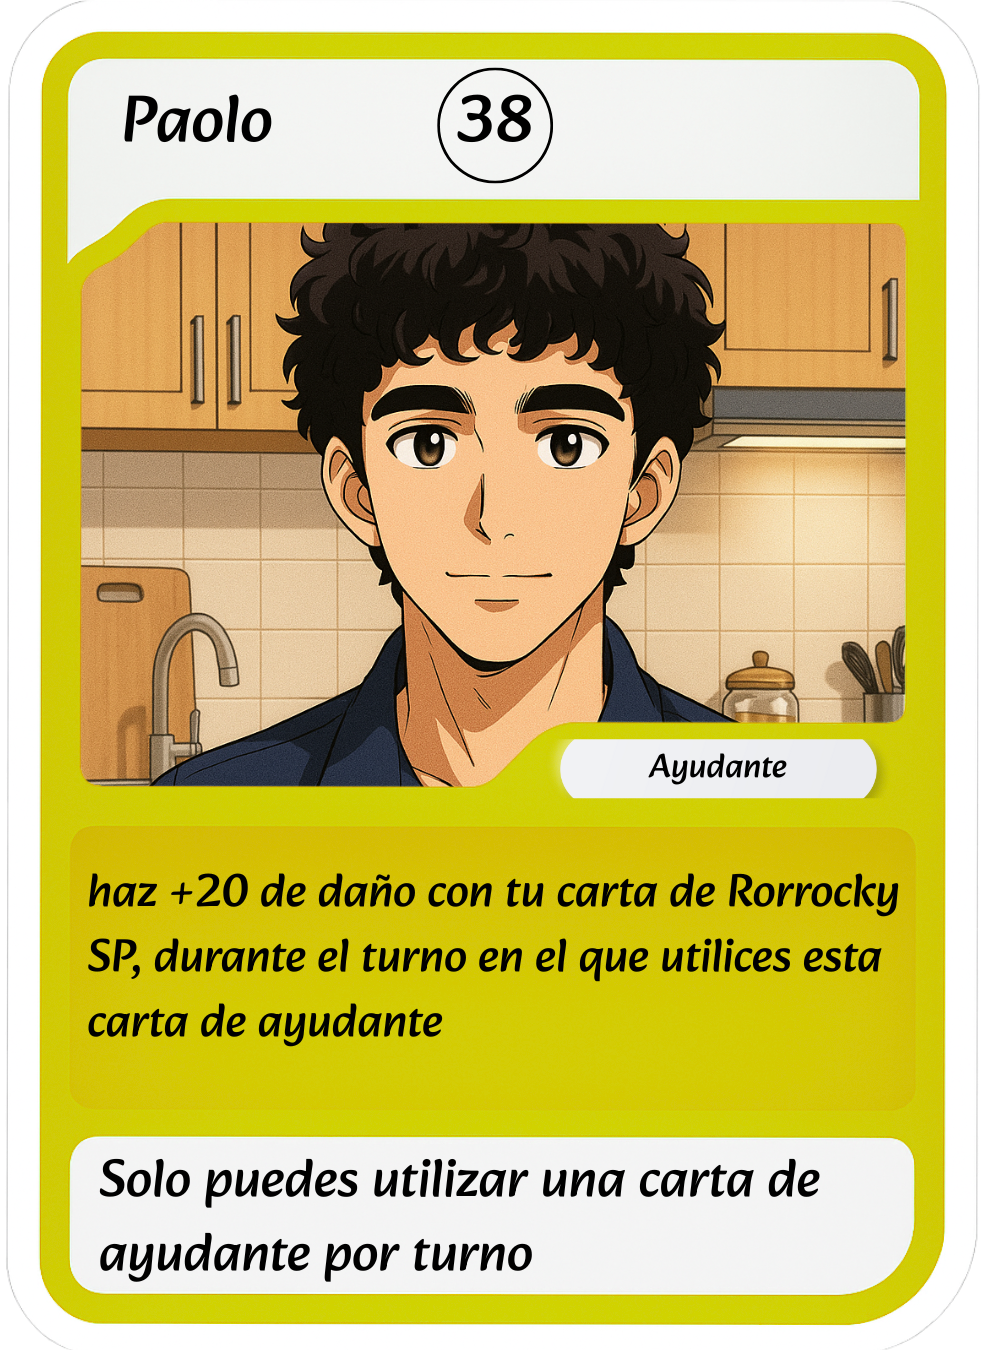 Paolo
38
Ayudante
haz +20 de daño con tu carta de Rorrocky
SP, durante el turno en el que utilices esta
carta de ayudante
Solo puedes utilizar una carta de
ayudante por turno